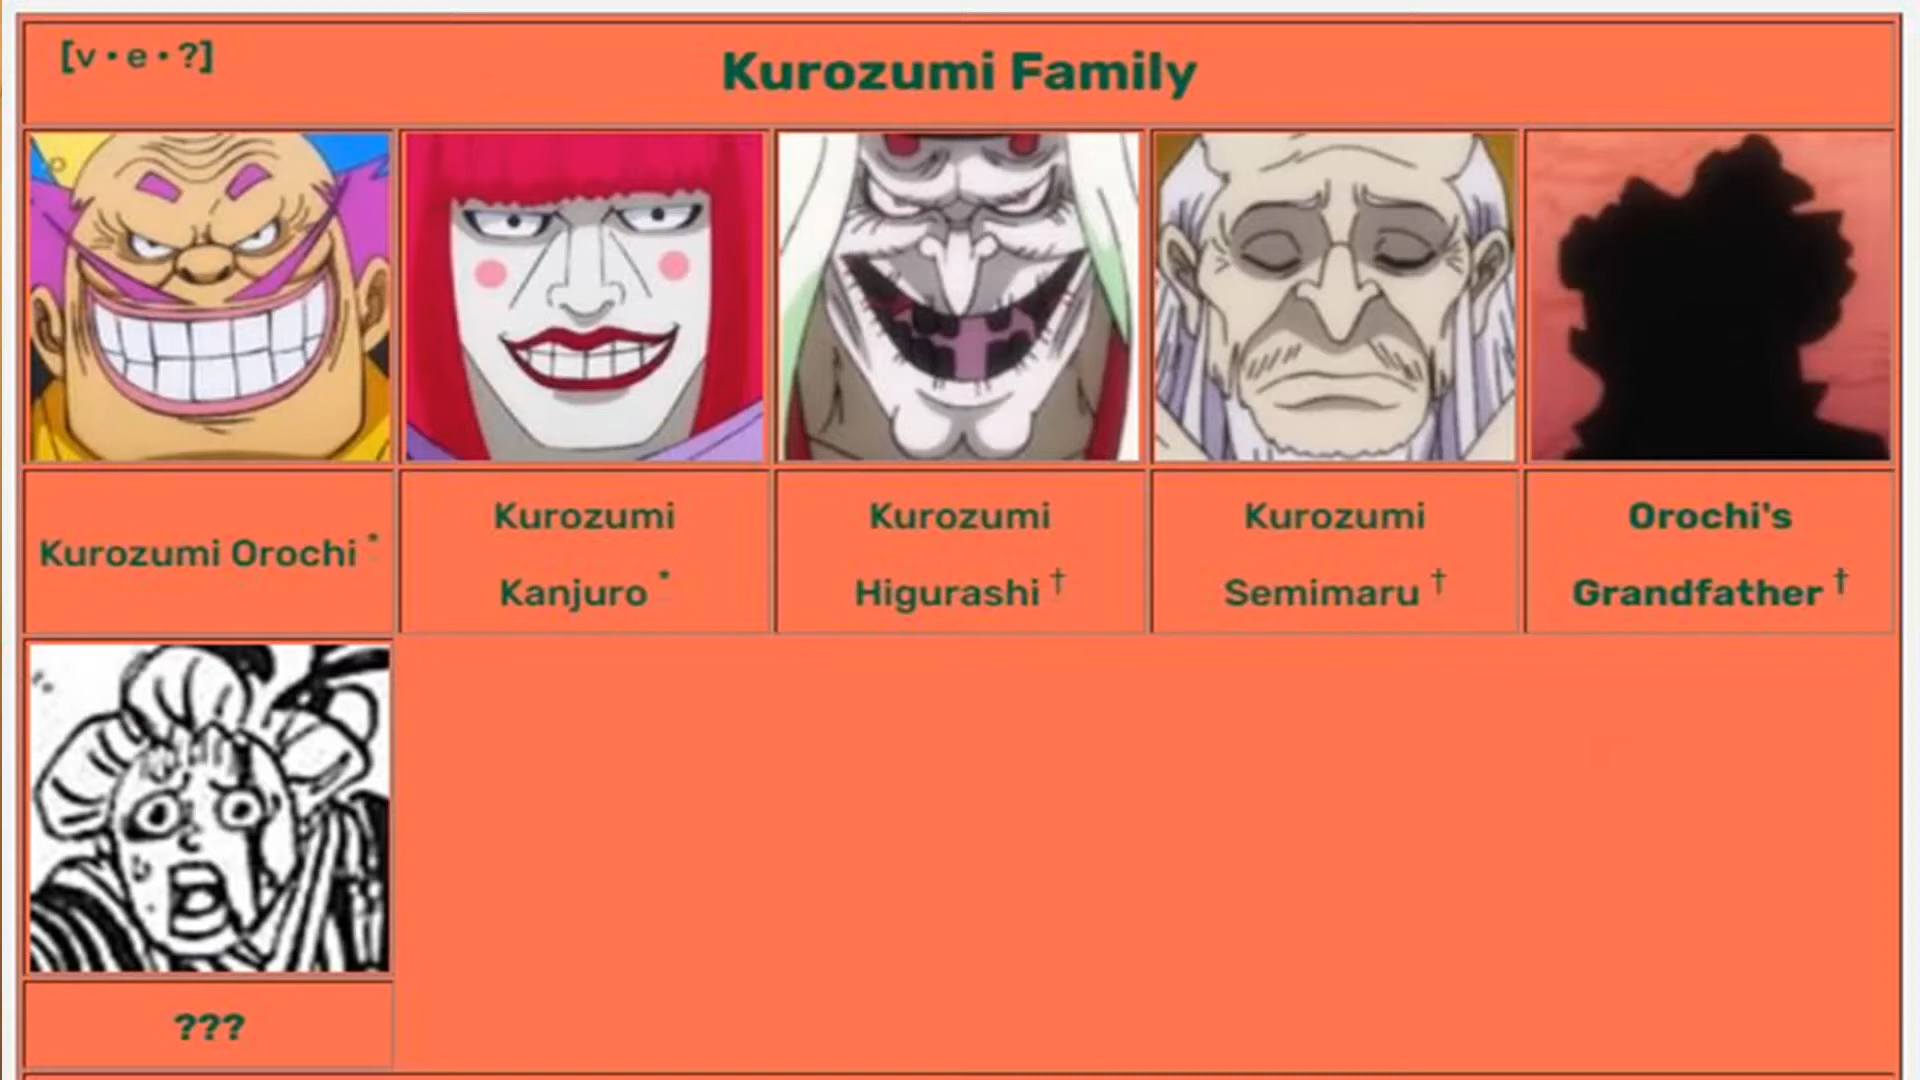 [v • e • ?]
Kurozumi Family
Kurozumi Orochi *
Kurozumi
Kanjuro *
Kurozumi
Higurashi †
Kurozumi
Semimaru †
Orochi's
Grandfather †
???